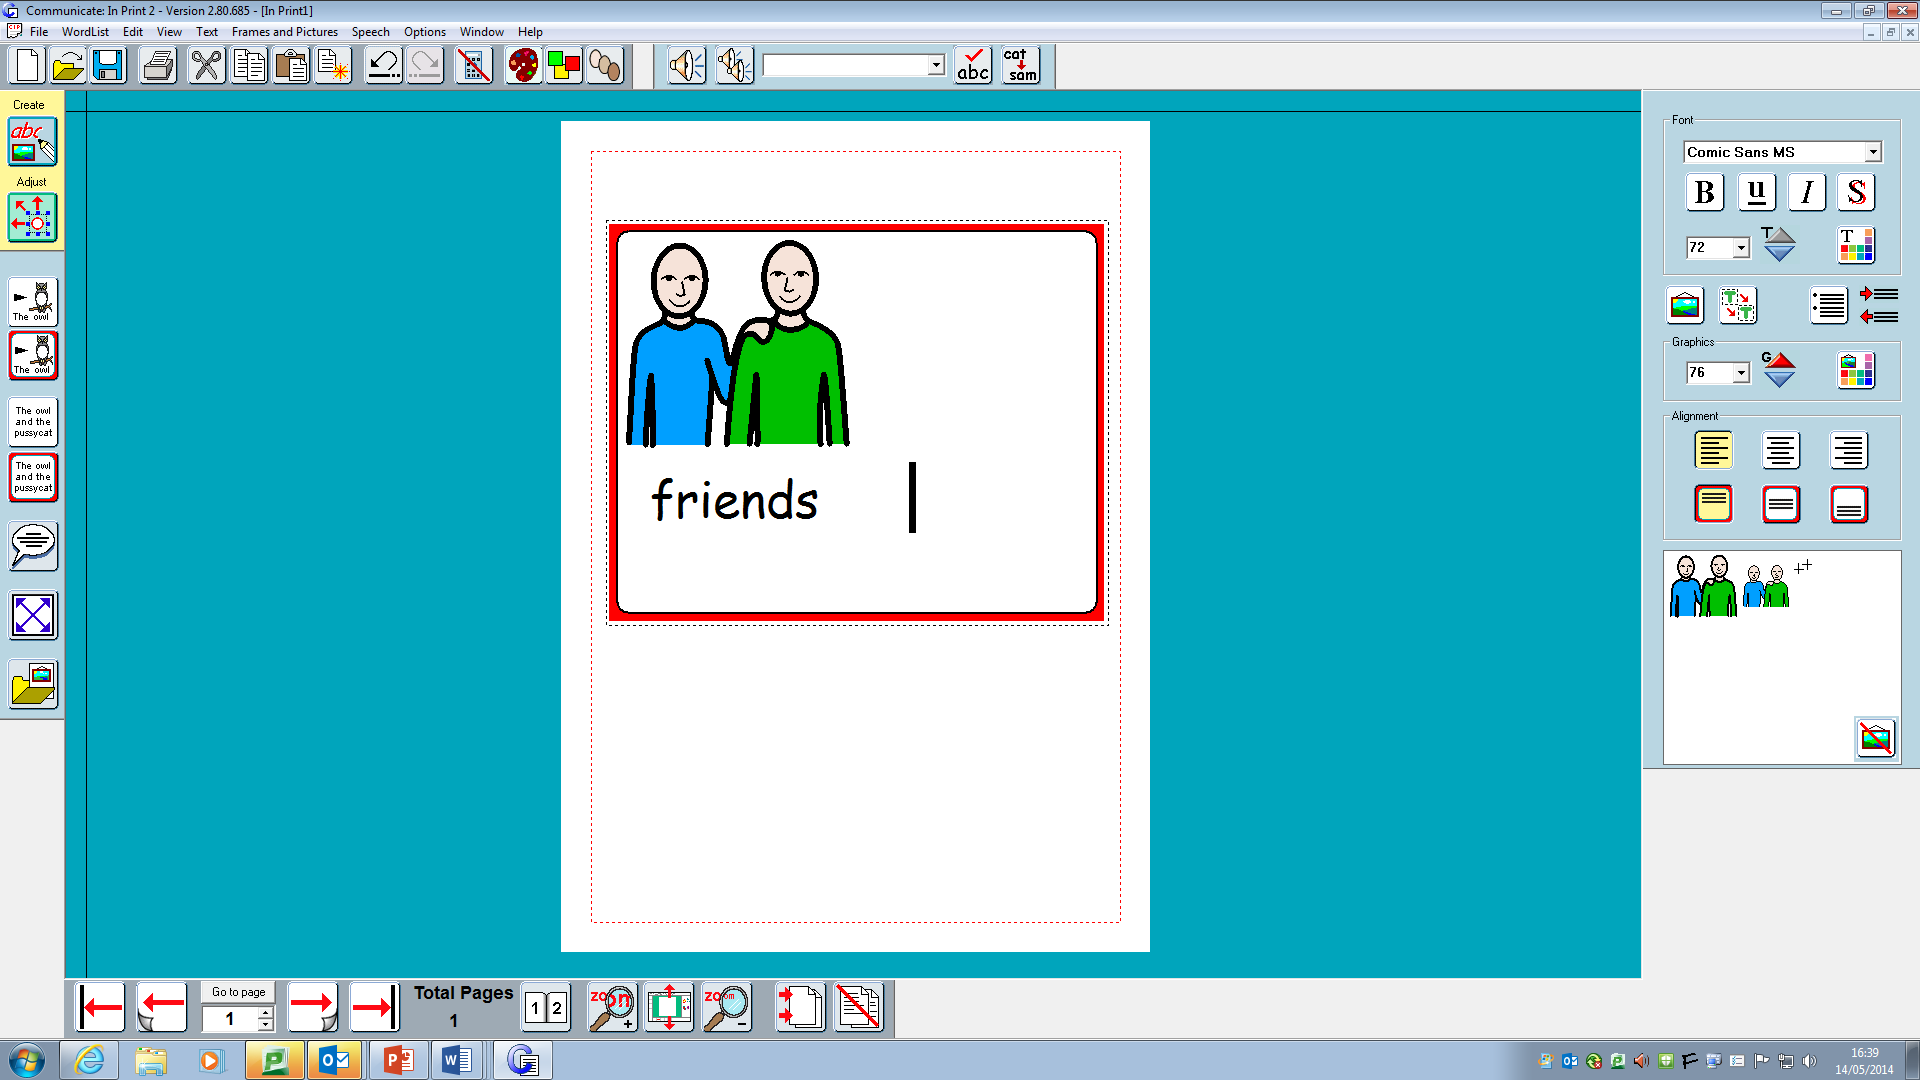 Communicate: In Print 2 - Version 2.80.685 - [In Print1]
File WordList Edit View Text Frames and Pictures Speech Options Window Help
abc
cat
sam
Create
abc
Adjust
The owl
The owl
The owl
and the
pussycat
The owl
and the
pussycat
friends
Font
Comic Sans MS
B u I S
72 T T
T
T
Graphics
76 G
Alignment
Go to page
1
Total Pages
1
1 2
zoon
zoom
16:39
14/05/2014